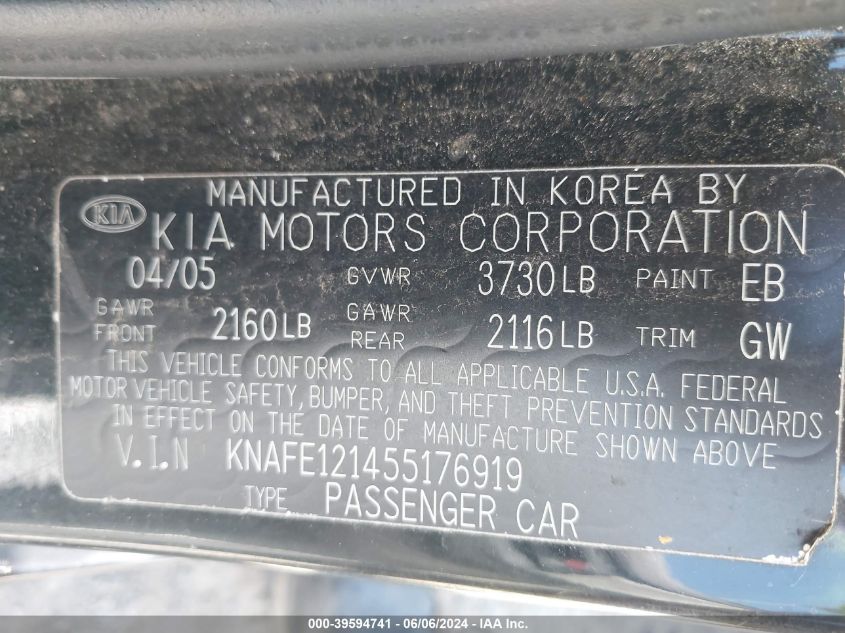 MANUFACTURED IN KOREA BY
KIA KIA MOTORS CORPORATION
04/05 GVWR 3730LB PAINT EB
GAWR FRONT 2160LB GAWR REAR 2116LB TRIM GW
THIS VEHICLE CONFORMS TO ALL APPLICABLE U.S.A. FEDERAL
MOTOR VEHICLE SAFETY, BUMPER, AND THEFT PREVENTION STANDARDS
IN EFFECT ON THE DATE OF MANUFACTURE SHOWN ABOVE
V.I.N KNAFE121455176919
TYPE PASSENGER CAR
000-39594741 - 06/06/2024 - IAAI.COM